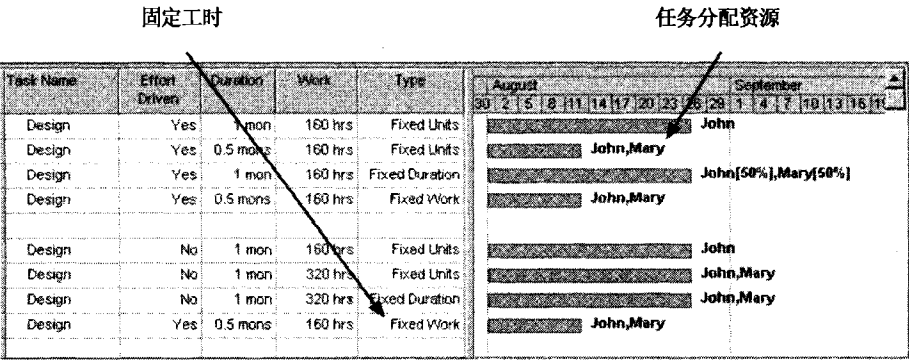 固定工时 任务分配资源
Task Name Effort Driven Duration Work Type August September
30 2 5 8 11 14 17 20 23 26 29 1 4 7 10 13 16
Design Yes 1 mon 160 hrs Fixed Units John
Design Yes 0.5 mons 160 hrs Fixed Units John,Mary
Design Yes 1 mon 160 hrs Fixed Duration John[50%],Mary[50%]
Design Yes 0.5 mons 160 hrs Fixed Work John,Mary
Design No 1 mon 160 hrs Fixed Units John
Design No 1 mon 320 hrs Fixed Units John,Mary
Design No 1 mon 320 hrs Fixed Duration John,Mary
Design Yes 0.5 mons 160 hrs Fixed Work John,Mary